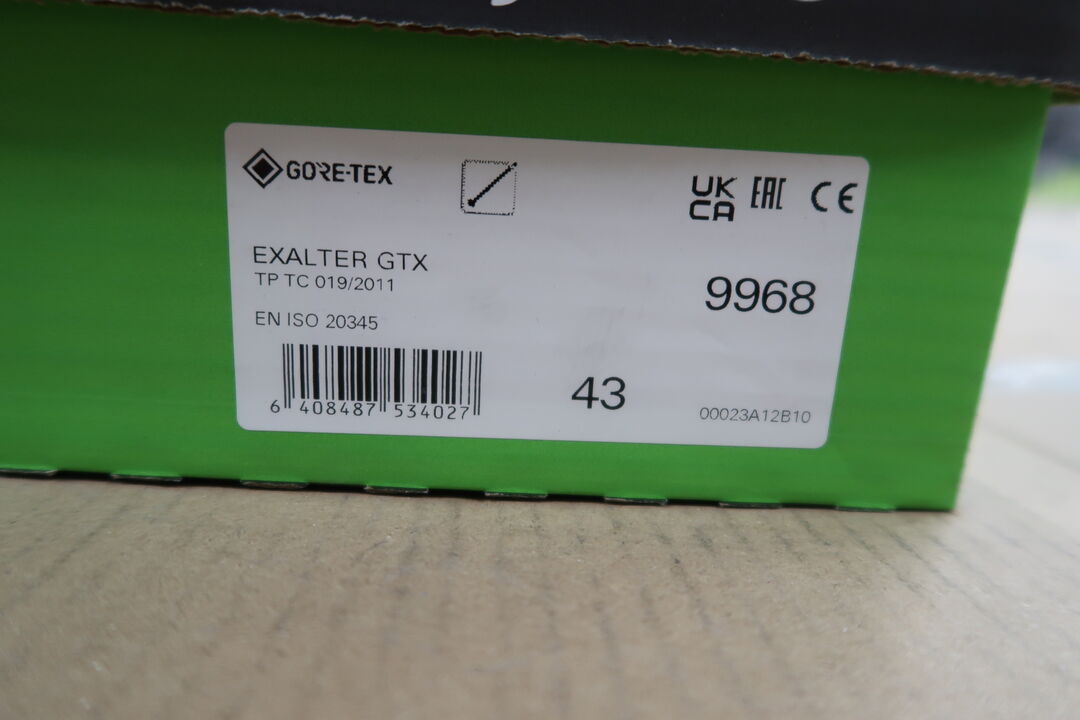 GORE-TEX
UK
CA
EAC
CE
EXALTER GTX
TP TC 019/2011
9968
EN ISO 20345
6 408487 534027
43
00023A12B10